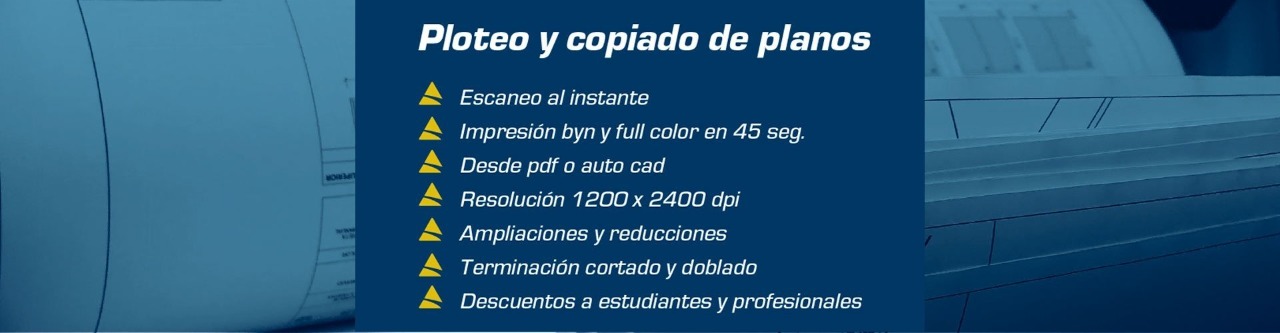 Ploteo y copiado de planos
Escaneo al instante
Impresión byn y full color en 45 seg.
Desde pdf o auto cad
Resolución 1200 x 2400 dpi
Ampliaciones y reducciones
Terminación cortado y doblado
Descuentos a estudiantes y profesionales